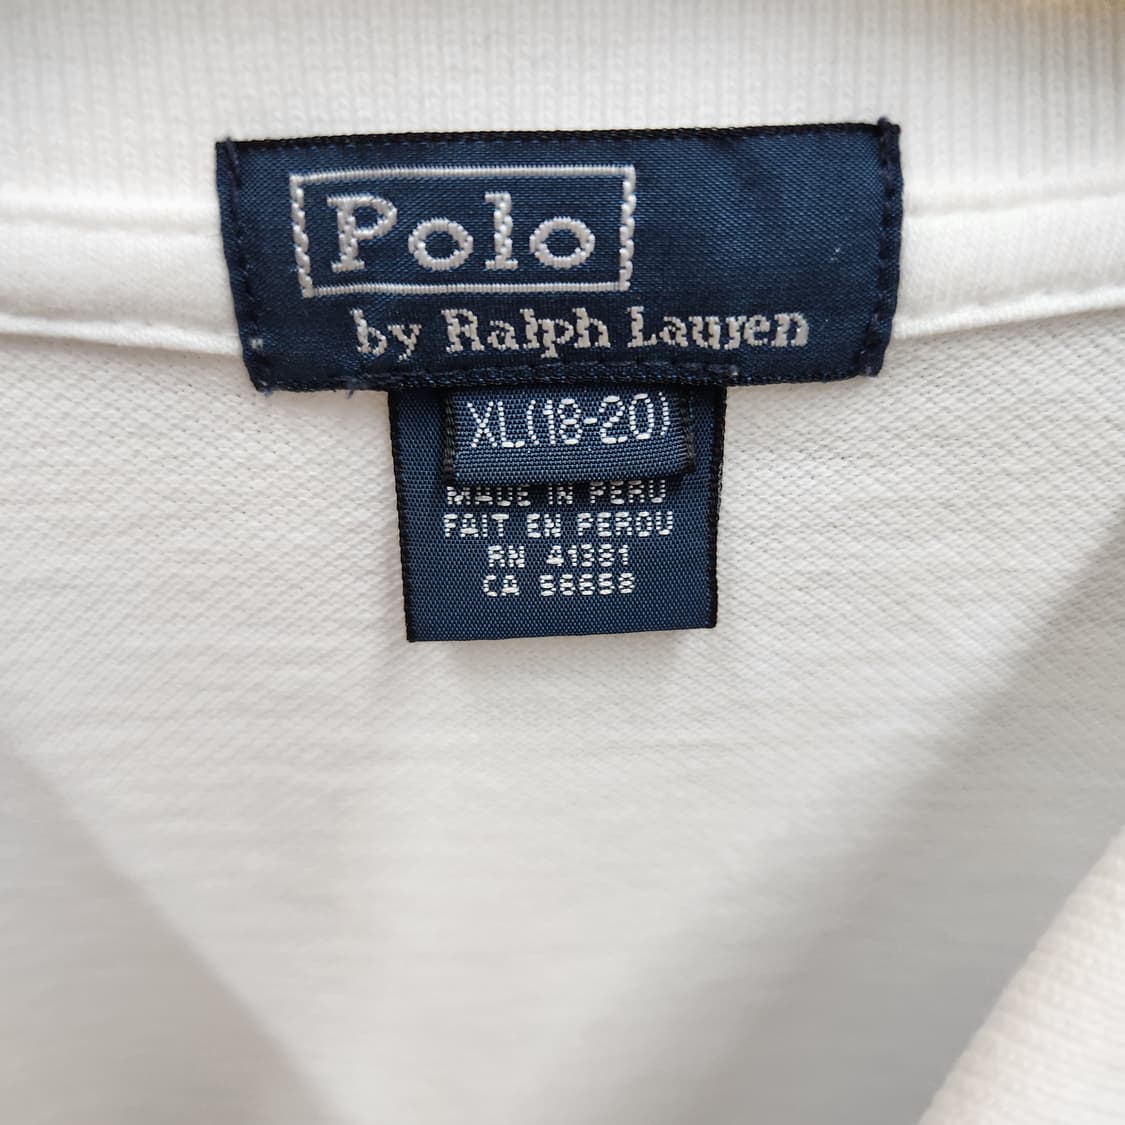 Polo
by Ralph Lauren
XL(18-20)
MADE IN PERU
FAIT EN PEROU
RN 41381
CA 56658